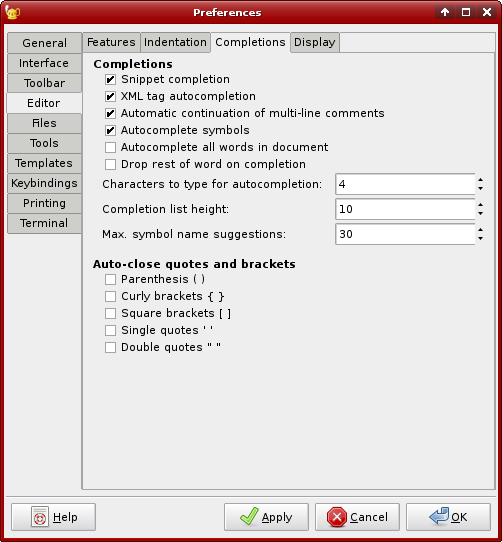 Preferences
General
Interface
Toolbar
Editor
Files
Tools
Templates
Keybindings
Printing
Terminal
Features Indentation Completions Display
Completions
Snippet completion
XML tag autocompletion
Automatic continuation of multi-line comments
Autocomplete symbols
Autocomplete all words in document
Drop rest of word on completion
Characters to type for autocompletion: 4
Completion list height: 10
Max. symbol name suggestions: 30
Auto-close quotes and brackets
Parenthesis ( )
Curly brackets { }
Square brackets [ ]
Single quotes ' '
Double quotes " "
Help Apply Cancel OK